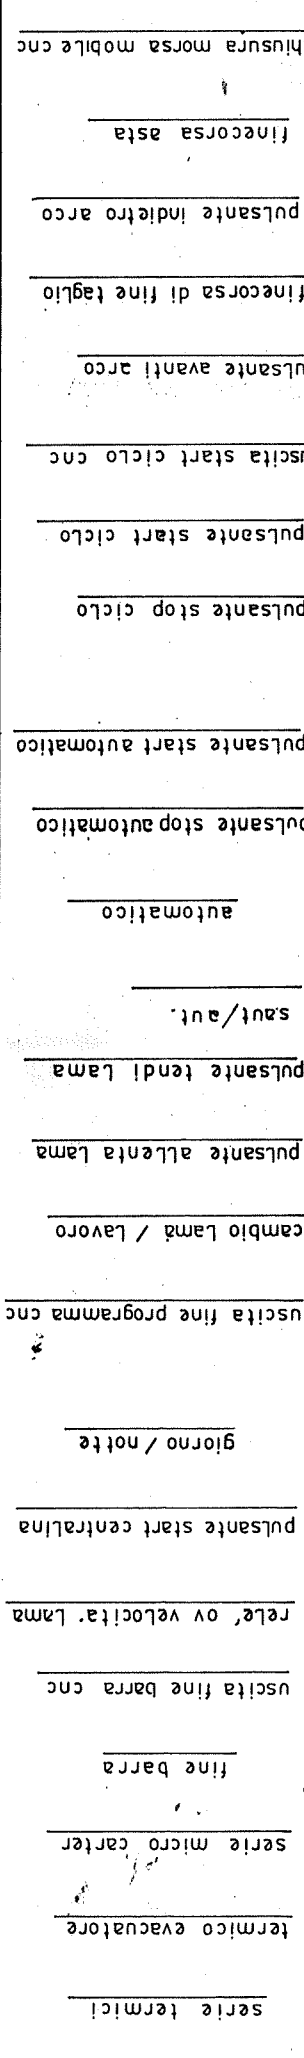 serie termici
termico evacuatore
serie micro carter
fine barra
uscita fine barra cnc
rele' ov velocita' lama
pulsante start centralina
giorno / notte
uscita fine programma cnc
cambio lama / lavoro
pulsante allenta lama
pulsante tendi lama
s.aut/aut.
automatico
pulsante stop automatico
pulsante start automatico
pulsante stop ciclo
pulsante start ciclo
uscita start ciclo cnc
ulsante avanti arco
finecorsa di fine taglio
pulsante indietro arco
finecorsa asta
hiusura morsa mobile cnc